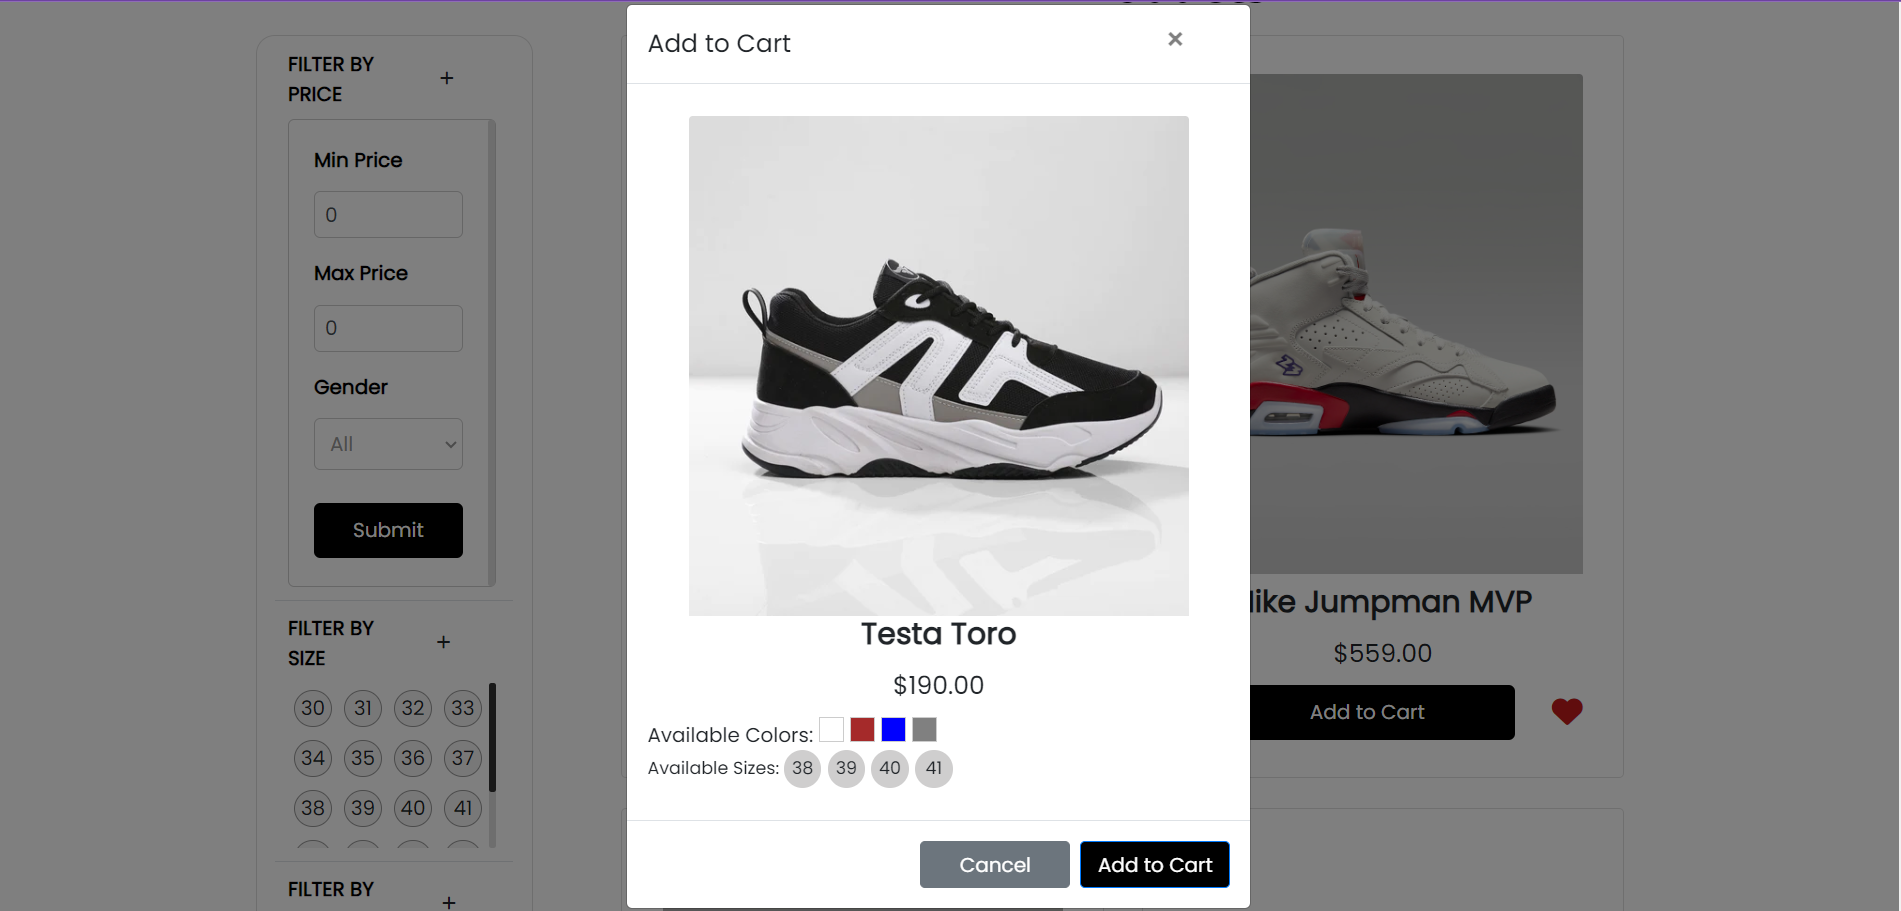 FILTER BY
PRICE
+
Min Price
0
Max Price
0
Gender
All
Submit
FILTER BY
SIZE
+
30 31 32 33
34 35 36 37
38 39 40 41
FILTER BY
+
Add to Cart
×
Testa Toro
$190.00
Available Colors:
Available Sizes: 38 39 40 41
Cancel
Add to Cart
Jumpman MVP
$559.00
Add to Cart